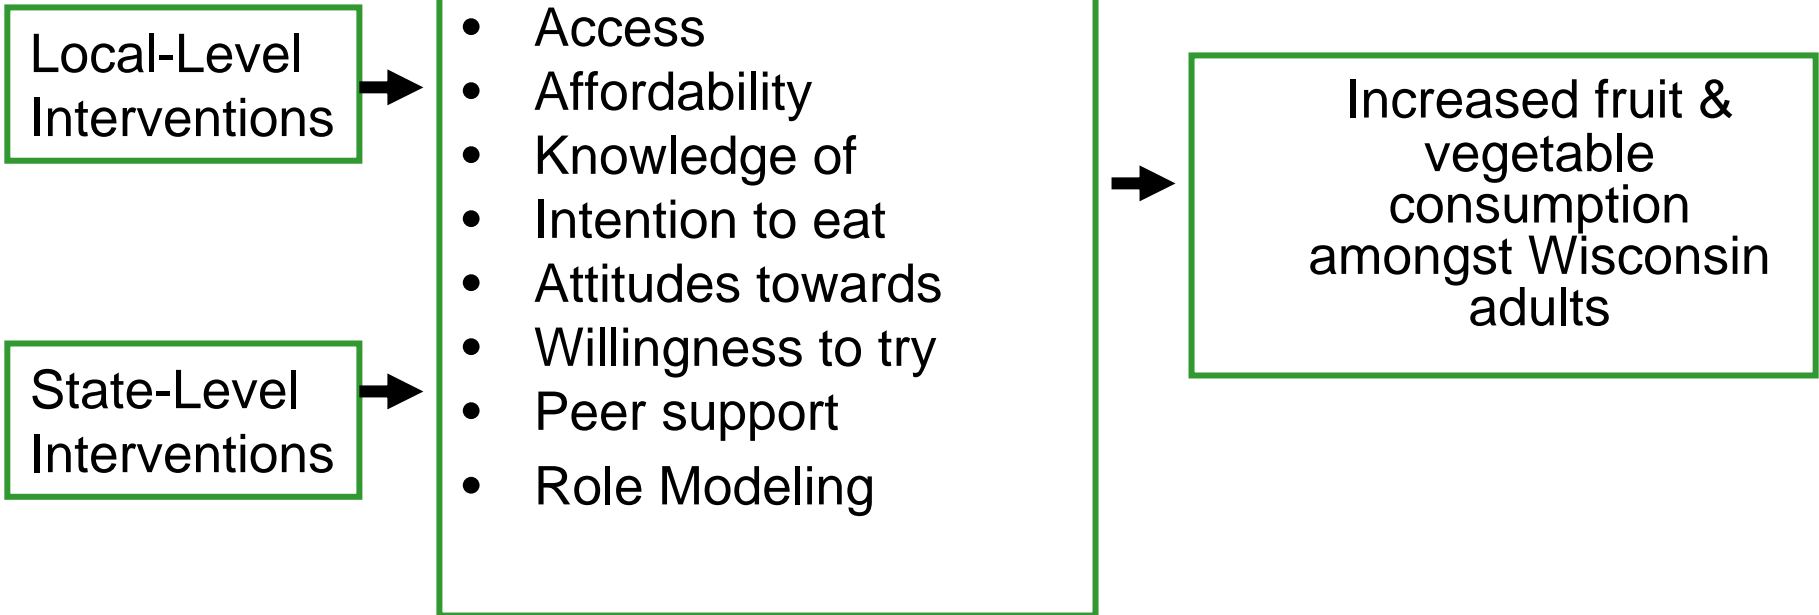 Local-Level
Interventions
State-Level
Interventions
• Access
• Affordability
• Knowledge of
• Intention to eat
• Attitudes towards
• Willingness to try
• Peer support
• Role Modeling
Increased fruit &
vegetable
consumption
amongst Wisconsin
adults